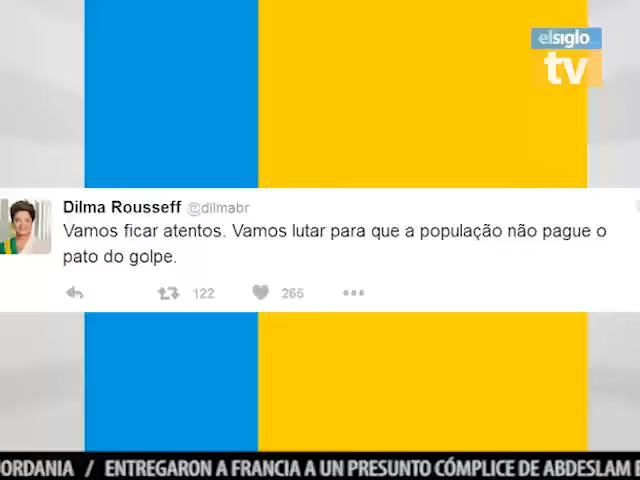 elsiglo
tv
Dilma Rousseff @dilmabr
Vamos ficar atentos. Vamos lutar para que a população não pague o
pato do golpe.
122 265
JORDANIA / ENTREGARON A FRANCIA A UN PRESUNTO CÓMPLICE DE ABDESLAM E